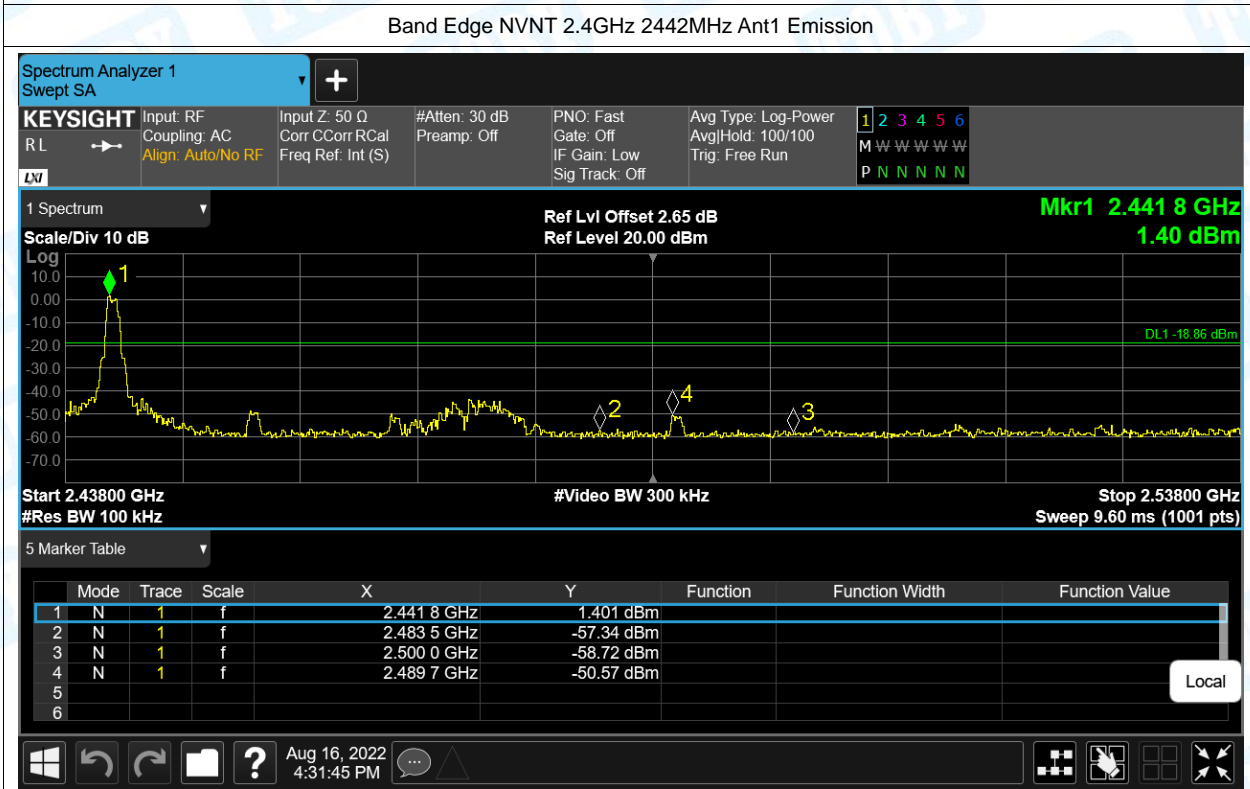 Band Edge NVNT 2.4GHz 2442MHz Ant1 Emission
Spectrum Analyzer 1
Swept SA
+
KEYSIGHT Input: RF Input Z: 50 Ω #Atten: 30 dB PNO: Fast Avg Type: Log-Power 1 2 3 4 5 6
R L Coupling: AC Corr CCorr RCal Preamp: Off Gate: Off Avg|Hold: 100/100 M W W W W W
Align: Auto/No RF Freq Ref: Int (S) IF Gain: Low Trig: Free Run
LXI Sig Track: Off P N N N N N
1 Spectrum Ref Lvl Offset 2.65 dB Mkr1 2.441 8 GHz
Scale/Div 10 dB Ref Level 20.00 dBm 1.40 dBm
Log
10.0 1
0.00
-10.0
DL1 -18.86 dBm
-20.0
-30.0
-40.0 4
-50.0 2 3
-60.0
-70.0
Start 2.43800 GHz #Video BW 300 kHz Stop 2.53800 GHz
#Res BW 100 kHz Sweep 9.60 ms (1001 pts)
5 Marker Table
Mode Trace Scale X Y Function Function Width Function Value
1 N 1 f 2.441 8 GHz 1.401 dBm
2 N 1 f 2.483 5 GHz -57.34 dBm
3 N 1 f 2.500 0 GHz -58.72 dBm
4 N 1 f 2.489 7 GHz -50.57 dBm
5
6
Local
? Aug 16, 2022
4:31:45 PM